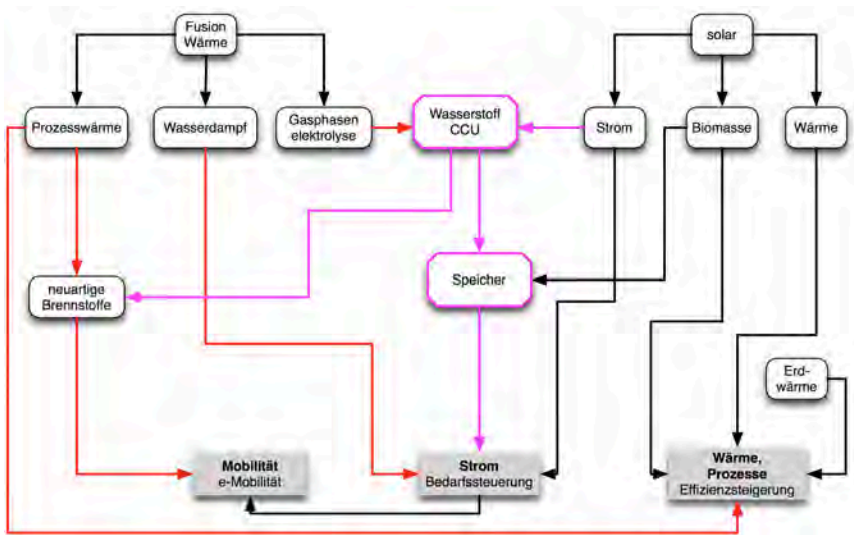 Fusion
Wärme
solar
Prozesswärme
Wasserdampf
Gasphasen
elektrolyse
Wasserstoff
CCU
Strom
Biomasse
Wärme
neuartige
Brennstoffe
Speicher
Erd-
wärme
Mobilität
e-Mobilität
Strom
Bedarfssteuerung
Wärme,
Prozesse
Effizienzsteigerung